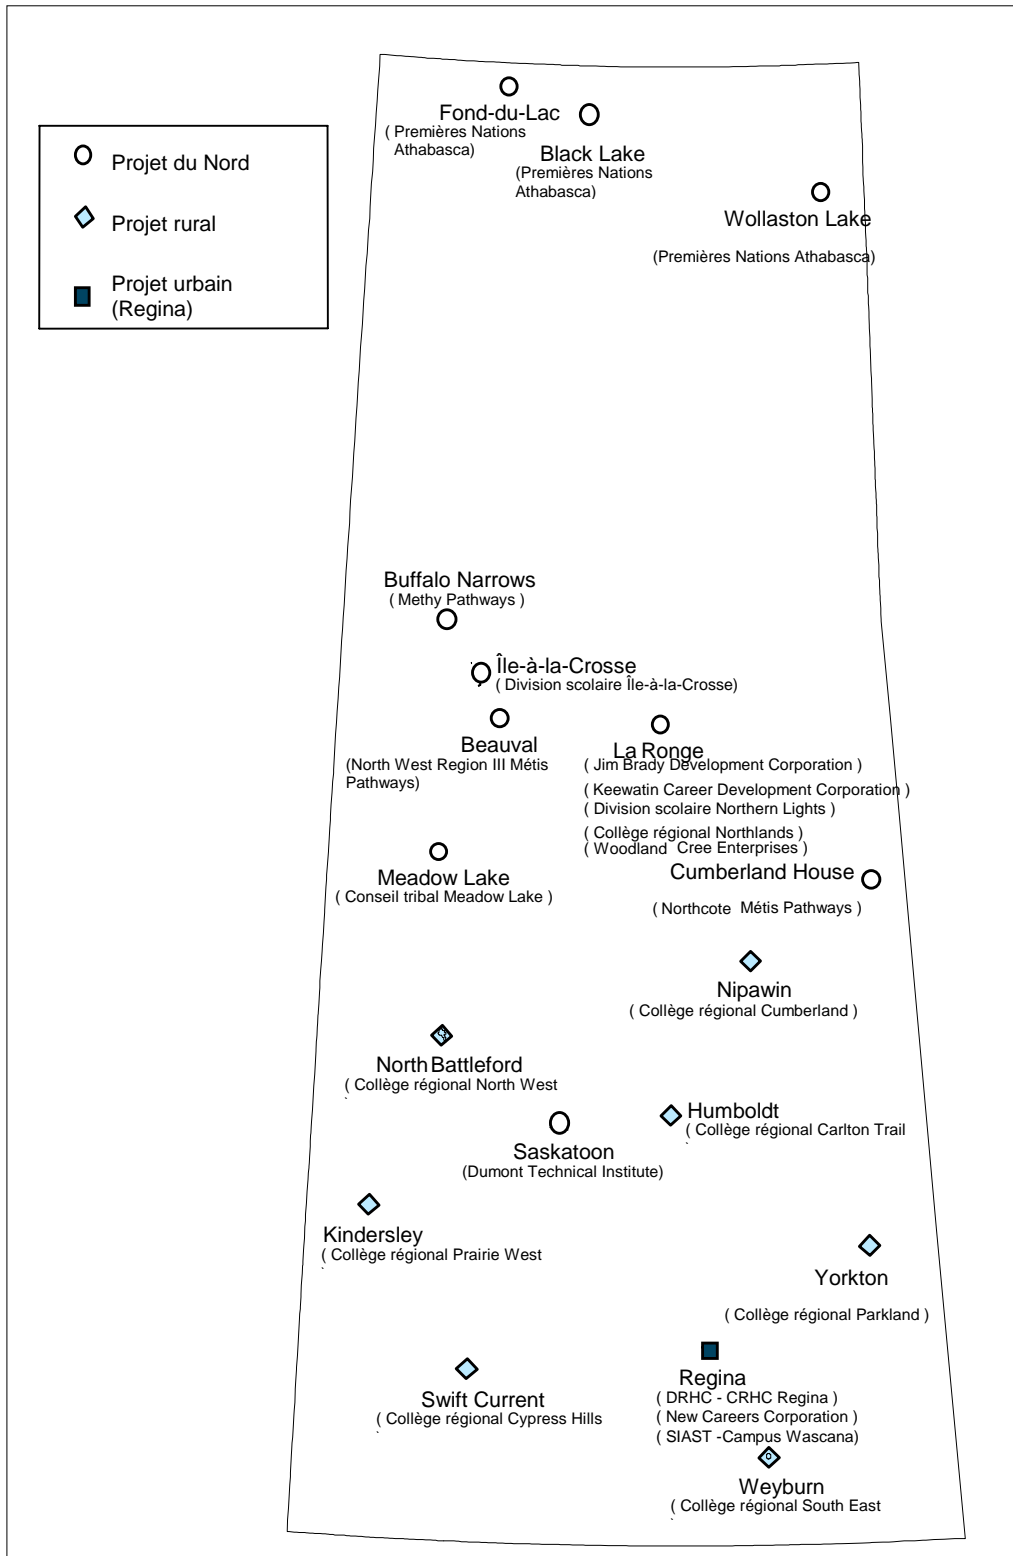 Projet du Nord
Projet rural
Projet urbain
(Regina)
Fond-du-Lac
( Premières Nations
Athabasca)
Black Lake
(Premières Nations
Athabasca)
Wollaston Lake
(Premières Nations Athabasca)
Buffalo Narrows
( Methy Pathways )
Île-à-la-Crosse
( Division scolaire Île-à-la-Crosse)
Beauval
(North West Region III Métis
Pathways)
La Ronge
( Jim Brady Development Corporation )
( Keewatin Career Development Corporation )
( Division scolaire Northern Lights )
( Collège régional Northlands )
( Woodland Cree Enterprises )
Meadow Lake
( Conseil tribal Meadow Lake )
Cumberland House
( Northcote Métis Pathways )
Nipawin
( Collège régional Cumberland )
North Battleford
( Collège régional North West
Humboldt
( Collège régional Carlton Trail
Saskatoon
(Dumont Technical Institute)
Kindersley
( Collège régional Prairie West
Yorkton
( Collège régional Parkland )
Regina
( DRHC - CRHC Regina )
( New Careers Corporation )
( SIAST -Campus Wascana)
Swift Current
( Collège régional Cypress Hills
Weyburn
( Collège régional South East